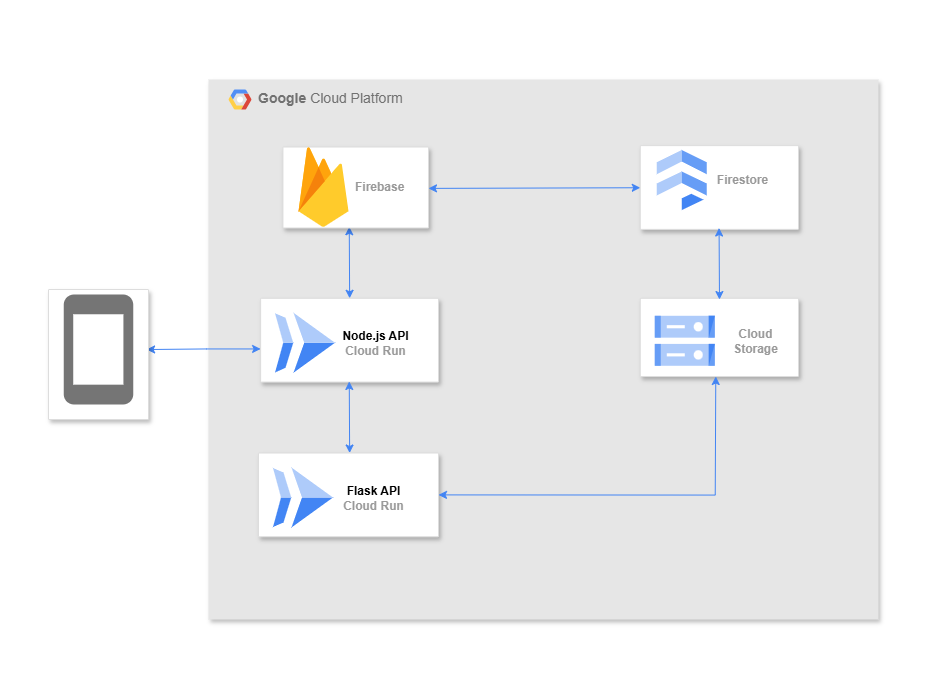 Google Cloud Platform
Firebase
Firestore
Node.js API
Cloud Run
Cloud
Storage
Flask API
Cloud Run